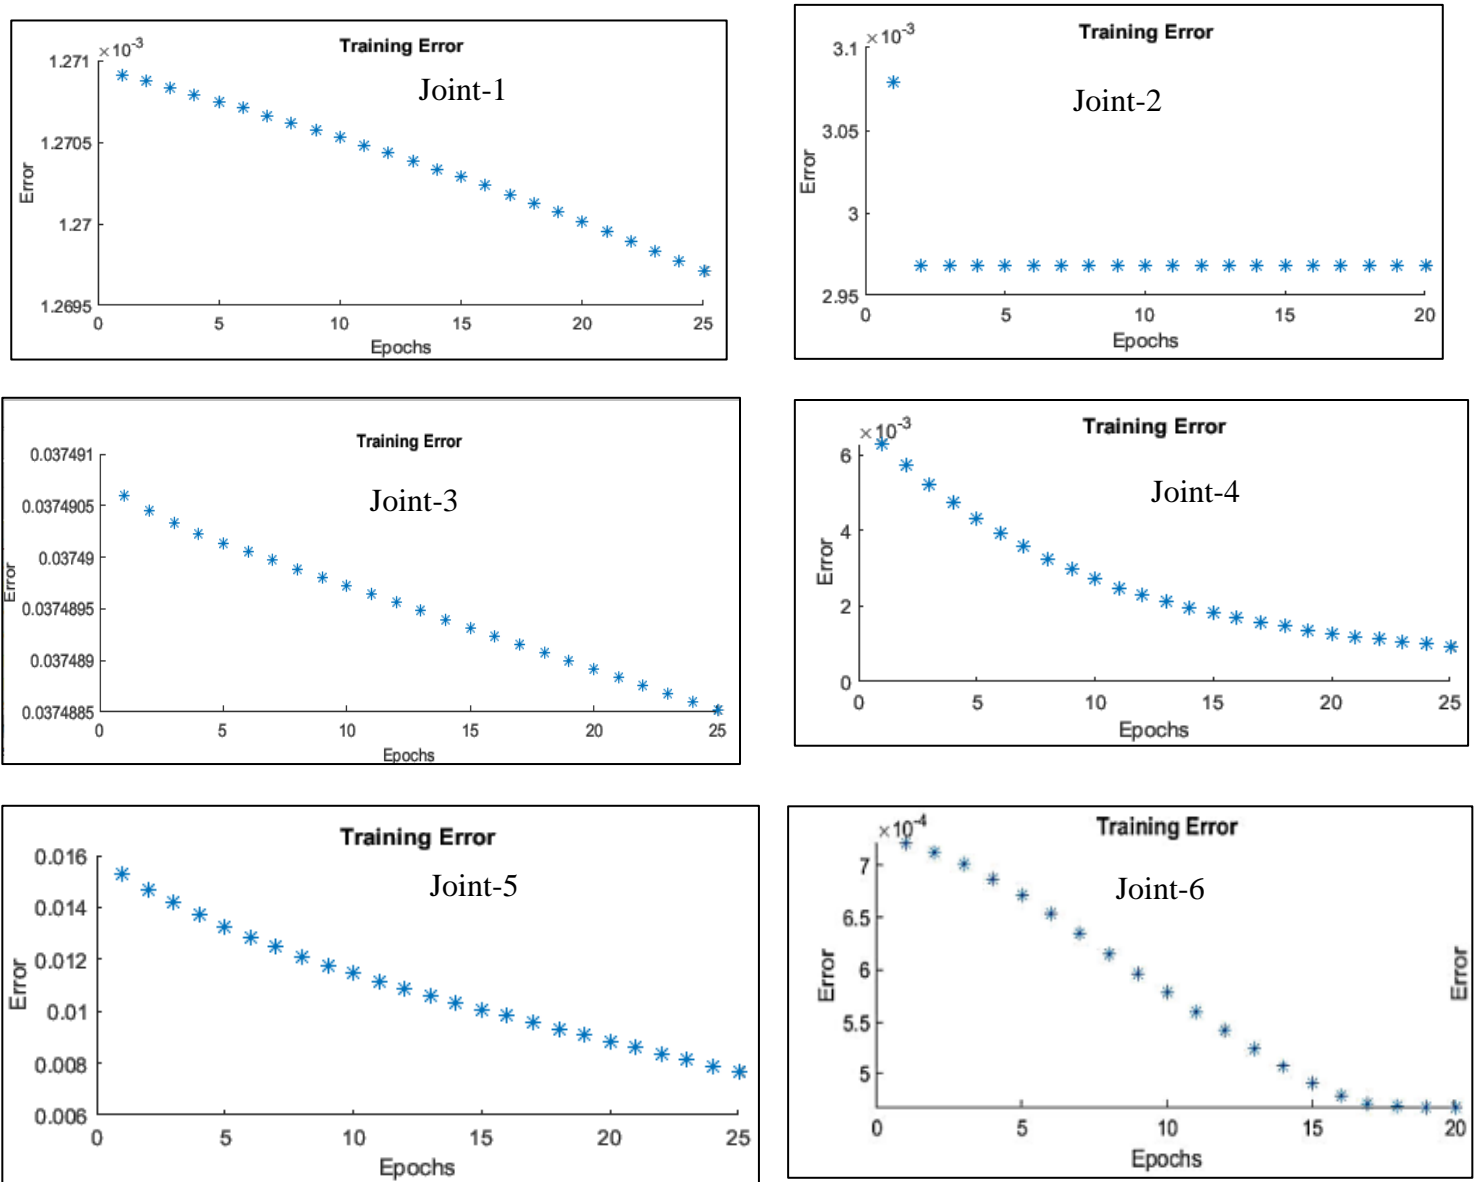 Training Error
×10-3
Joint-1
1.271
1.2705
1.27
1.2695
Error
0 5 10 15 20 25
Epochs
Training Error
×10-3
Joint-2
3.1
3.05
3
2.95
Error
0 5 10 15 20
Epochs
Training Error
Joint-3
0.037491
0.0374905
0.03749
0.0374895
0.037489
0.0374885
Error
5 10 15 20 25
Epochs
Training Error
×10-3
Joint-4
6
4
2
0
Error
0 5 10 15 20 25
Epochs
Training Error
Joint-5
0.016
0.014
0.012
0.01
0.008
0.006
Error
0 5 10 15 20 25
Epochs
Training Error
×10-4
Joint-6
7
6.5
6
5.5
5
Error
Error
0 5 10 15 20
Epochs